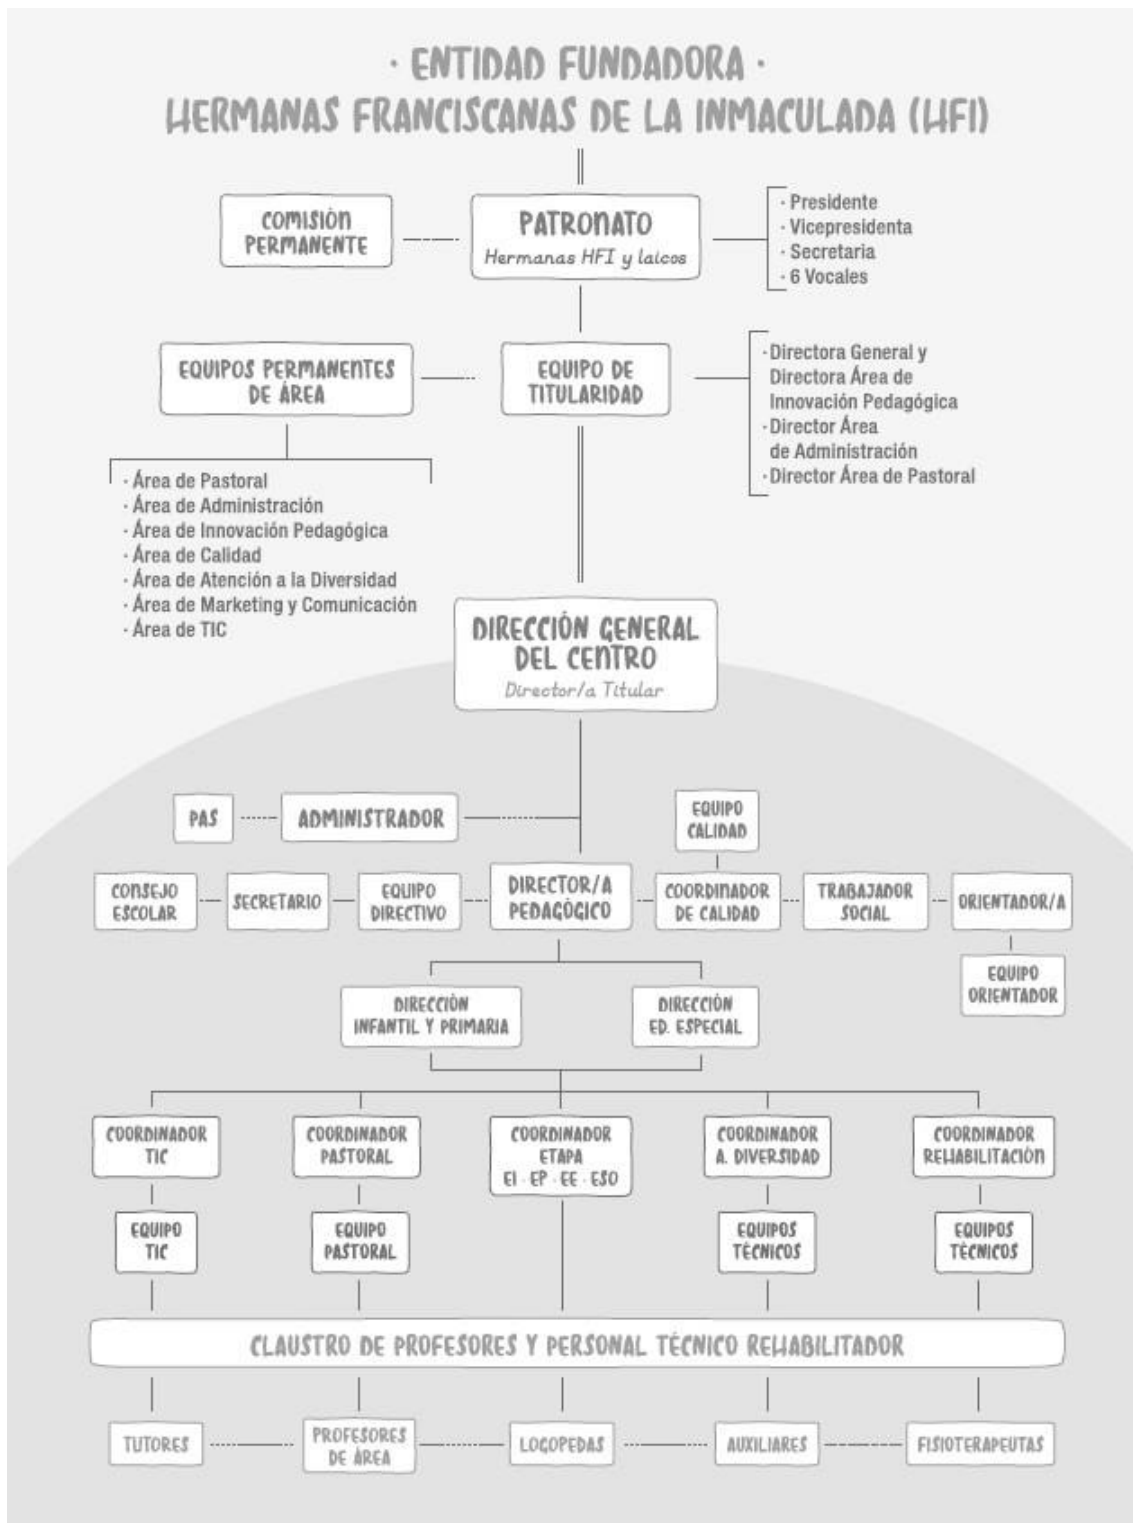 · ENTIDAD FUNDADORA ·
HERMANAS FRANCISCANAS DE LA INMACULADA (HFI)
COMISIÓN
PERMANENTE
PATRONATO
Hermanas HFI y laicos
· Presidente
· Vicepresidenta
· Secretaria
· 6 Vocales
EQUIPOS PERMANENTES
DE ÁREA
EQUIPO DE
TITULARIDAD
· Directora General y
Directora Área de
Innovación Pedagógica
· Director Área
de Administración
· Director Área de Pastoral
· Área de Pastoral
· Área de Administración
· Área de Innovación Pedagógica
· Área de Calidad
· Área de Atención a la Diversidad
· Área de Marketing y Comunicación
· Área de TIC
DIRECCIÓN GENERAL
DEL CENTRO
Director/a Titular
PAS
ADMINISTRADOR
EQUIPO
CALIDAD
CONSEJO
ESCOLAR
SECRETARIO
EQUIPO
DIRECTIVO
DIRECTOR/A
PEDAGÓGICO
COORDINADOR
DE CALIDAD
TRABAJADOR
SOCIAL
ORIENTADOR/A
EQUIPO
ORIENTADOR
DIRECCIÓN
INFANTIL Y PRIMARIA
DIRECCIÓN
ED. ESPECIAL
COORDINADOR
TIC
COORDINADOR
PASTORAL
COORDINADOR
ETAPA
EI · EP · EE · ESO
COORDINADOR
A. DIVERSIDAD
COORDINADOR
REHABILITACIÓN
EQUIPO
TIC
EQUIPO
PASTORAL
EQUIPOS
TÉCNICOS
EQUIPOS
TÉCNICOS
CLAUSTRO DE PROFESORES Y PERSONAL TÉCNICO REHABILITADOR
TUTORES
PROFESORES
DE ÁREA
LOGOPEDAS
AUXILIARES
FISIOTERAPEUTAS